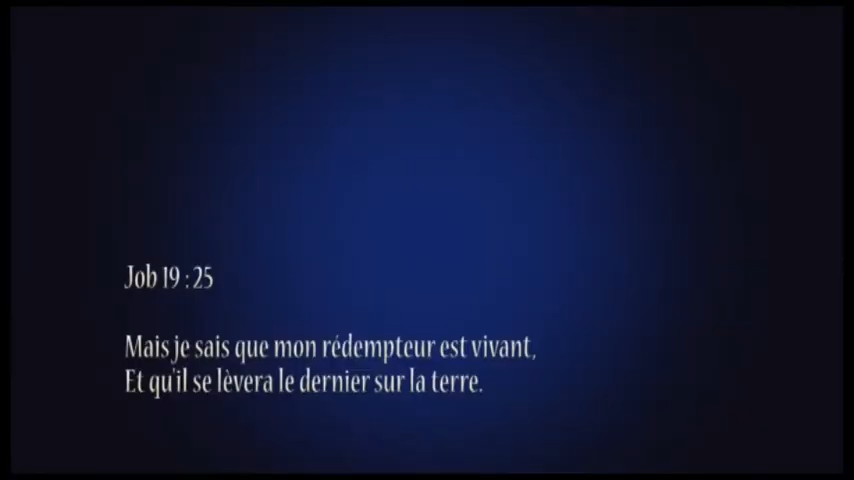 Job 19 : 25
Mais je sais que mon rédempteur est vivant,
Et qu'il se lèvera le dernier sur la terre.